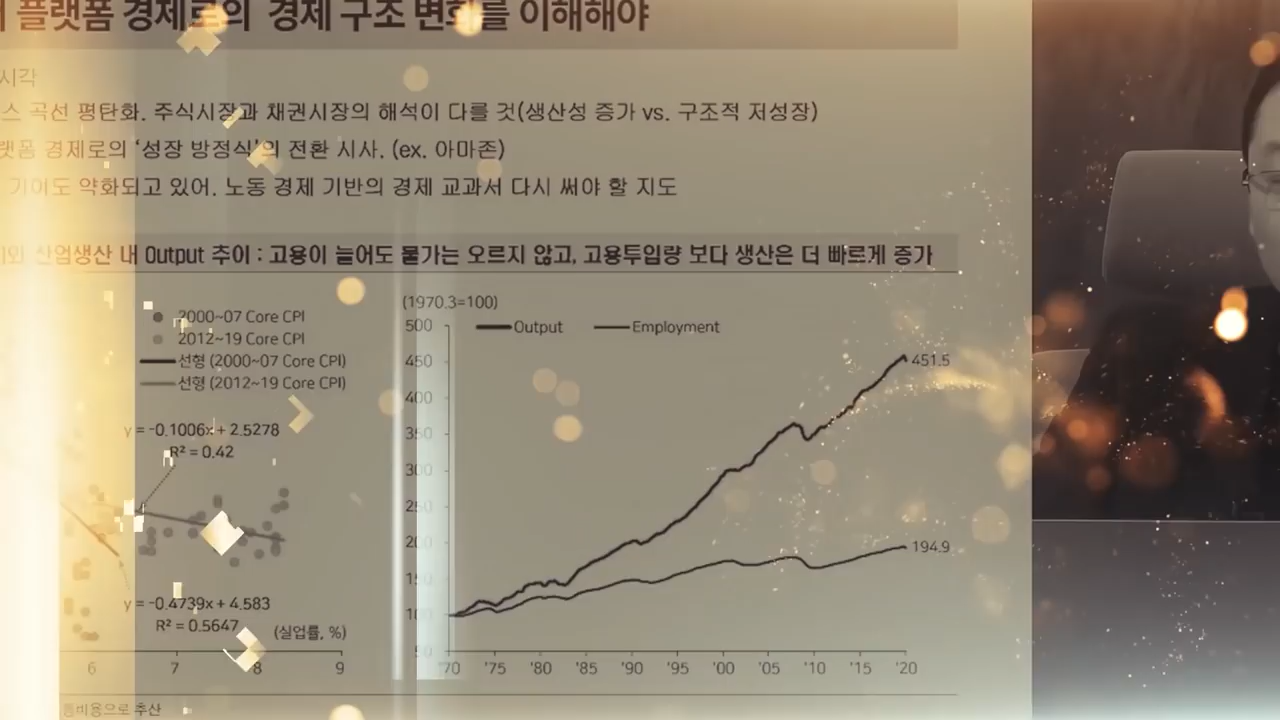 플랫폼 경제로의 경제 구조 변화를 이해해야
시각
스 곡선 평탄화. 주식시장과 채권시장의 해석이 다를 것(생산성 증가 vs. 구조적 저성장)
랫폼 경제로의 ‘성장 방정식’의 전환 시사. (ex. 아마존)
기여도 약화되고 있어. 노동 경제 기반의 경제 교과서 다시 써야 할 지도
산업생산 내 Output 추이 : 고용이 늘어도 물가는 오르지 않고, 고용투입량 보다 생산은 더 빠르게 증가
2000~07 Core CPI
2012~19 Core CPI
선형 (2000~07 Core CPI)
선형 (2012~19 Core CPI)
y = -0.1006x + 2.5278
R² = 0.42
y = -0.4739x + 4.583
R² = 0.5647
(실업률, %)
6 7 8 9
(1970.3=100)
Output Employment
500
450
400
350
300
250
200
150
100
50
451.5
194.9
'70 '75 '80 '85 '90 '95 '00 '05 '10 '15 '20
비용으로 추산